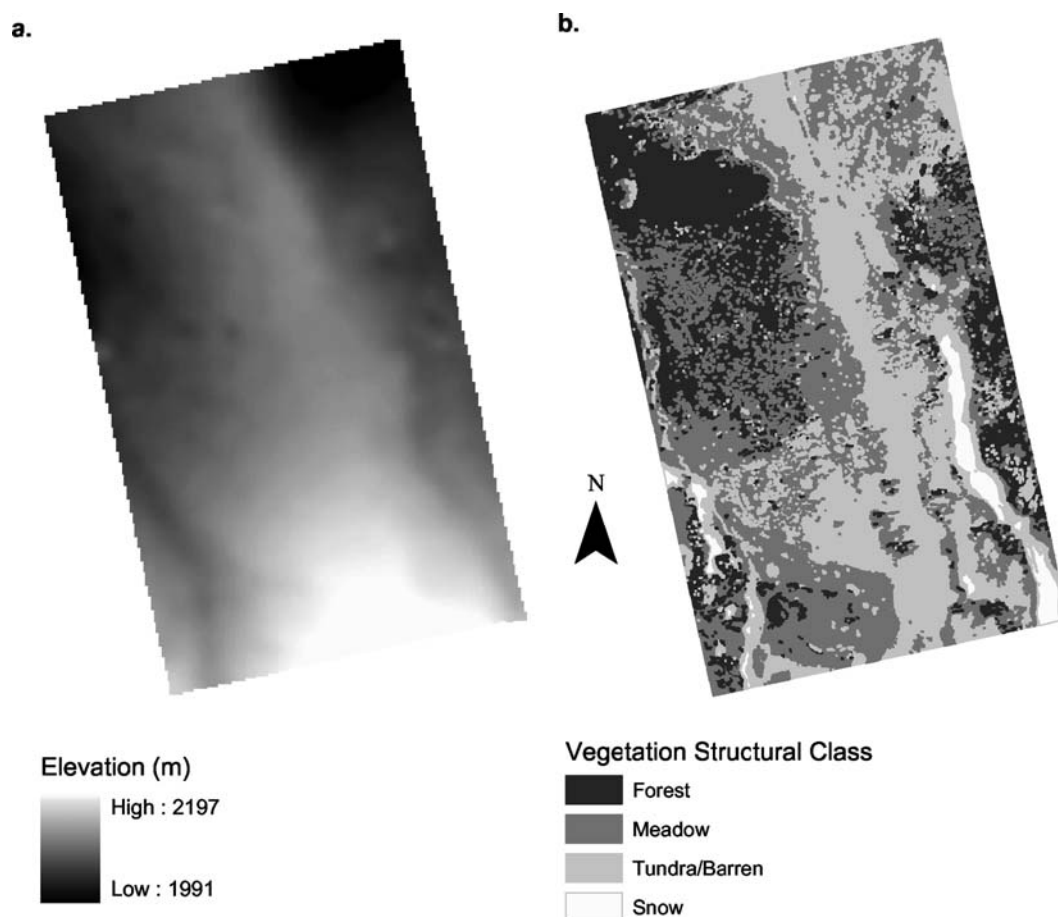 a.
b.
N
Elevation (m)
High : 2197
Low : 1991
Vegetation Structural Class
Forest
Meadow
Tundra/Barren
Snow